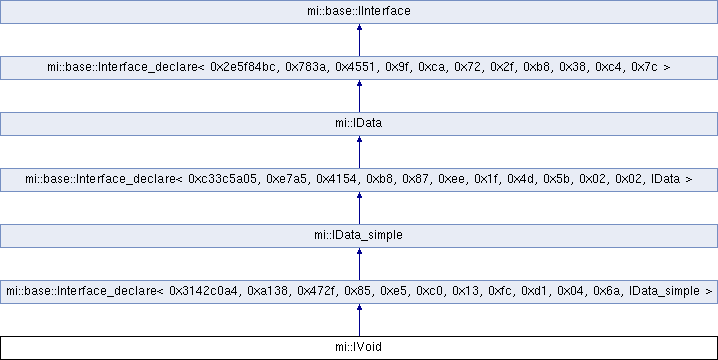 mi::base::IInterface
mi::base::Interface_declare< 0x2e5f84bc, 0x783a, 0x4551, 0x9f, 0xca, 0x72, 0x2f, 0xb8, 0x38, 0xc4, 0x7c >
mi::IData
mi::base::Interface_declare< 0xc33c5a05, 0xe7a5, 0x4154, 0xb8, 0x87, 0xee, 0x1f, 0x4d, 0x5b, 0x02, 0x02, IData >
mi::IData_simple
mi::base::Interface_declare< 0x3142c0a4, 0xa138, 0x472f, 0x85, 0xe5, 0xc0, 0x13, 0xfc, 0xd1, 0x04, 0x6a, IData_simple >
mi::IVoid